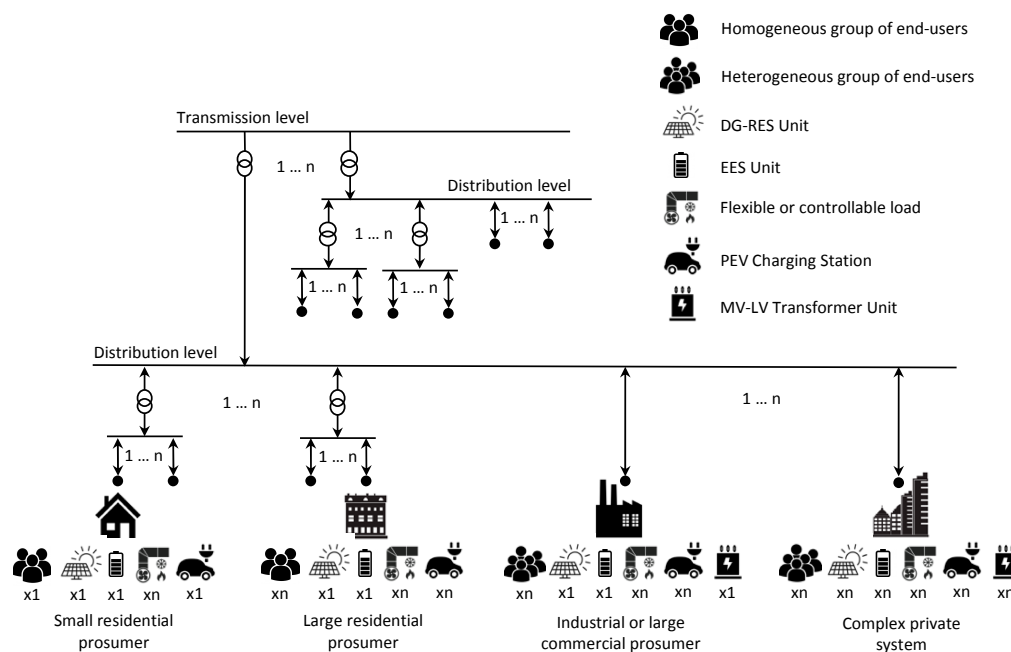 Homogeneous group of end-users
Heterogeneous group of end-users
Transmission level
DG-RES Unit
1 ... n
EES Unit
Distribution level
1 ... n
Flexible or controllable load
1 ... n
PEV Charging Station
1 ... n
1 ... n
MV-LV Transformer Unit
Distribution level
1 ... n
1 ... n
1 ... n
1 ... n
x1 x1 x1 xn x1
xn x1 x1 xn xn
xn x1 x1 xn xn x1
xn xn xn xn xn xn
Small residential
prosumer
Large residential
prosumer
Industrial or large
commercial prosumer
Complex private
system